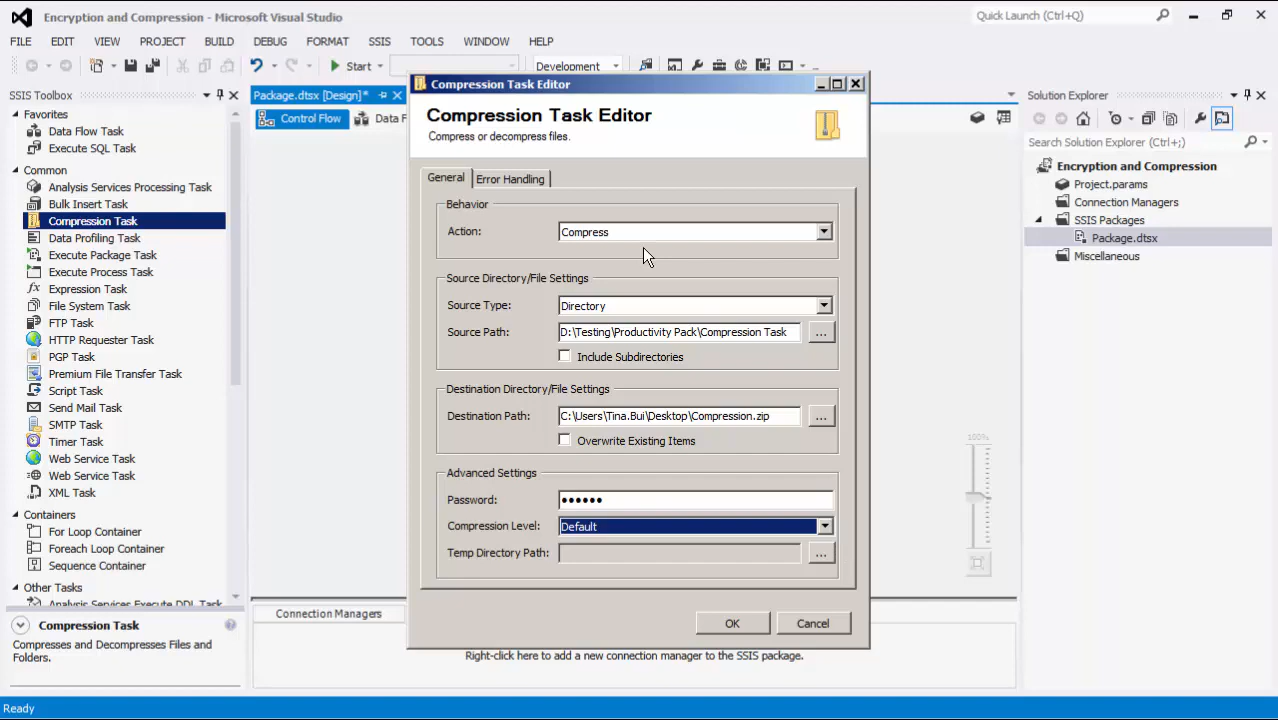 Encryption and Compression - Microsoft Visual Studio
Quick Launch (Ctrl+Q)
FILE EDIT VIEW PROJECT BUILD DEBUG FORMAT SSIS TOOLS WINDOW HELP
Start Development
SSIS Toolbox
Favorites
Data Flow Task
Execute SQL Task
Common
Analysis Services Processing Task
Bulk Insert Task
Compression Task
Data Profiling Task
Execute Package Task
Execute Process Task
Expression Task
File System Task
FTP Task
HTTP Requester Task
PGP Task
Premium File Transfer Task
Script Task
Send Mail Task
SMTP Task
Timer Task
Web Service Task
Web Service Task
XML Task
Containers
For Loop Container
Foreach Loop Container
Sequence Container
Other Tasks
Analysis Services Execute DDL Task
Compression Task
Compresses and Decompresses Files and
Folders.
Package.dtsx [Design]*
Control Flow Data F
Compression Task Editor
Compression Task Editor
Compress or decompress files.
General Error Handling
Behavior
Action: Compress
Source Directory/File Settings
Source Type: Directory
Source Path: D:\Testing\Productivity Pack\Compression Task ...
Include Subdirectories
Destination Directory/File Settings
Destination Path: C:\Users\Tina.Bui\Desktop\Compression.zip ...
Overwrite Existing Items
Advanced Settings
Password: ••••••
Compression Level: Default
Temp Directory Path: ...
OK Cancel
100%
Connection Managers
Right-click here to add a new connection manager to the SSIS package.
Solution Explorer
Search Solution Explorer (Ctrl+;)
Encryption and Compression
Project.params
Connection Managers
SSIS Packages
Package.dtsx
Miscellaneous
Ready